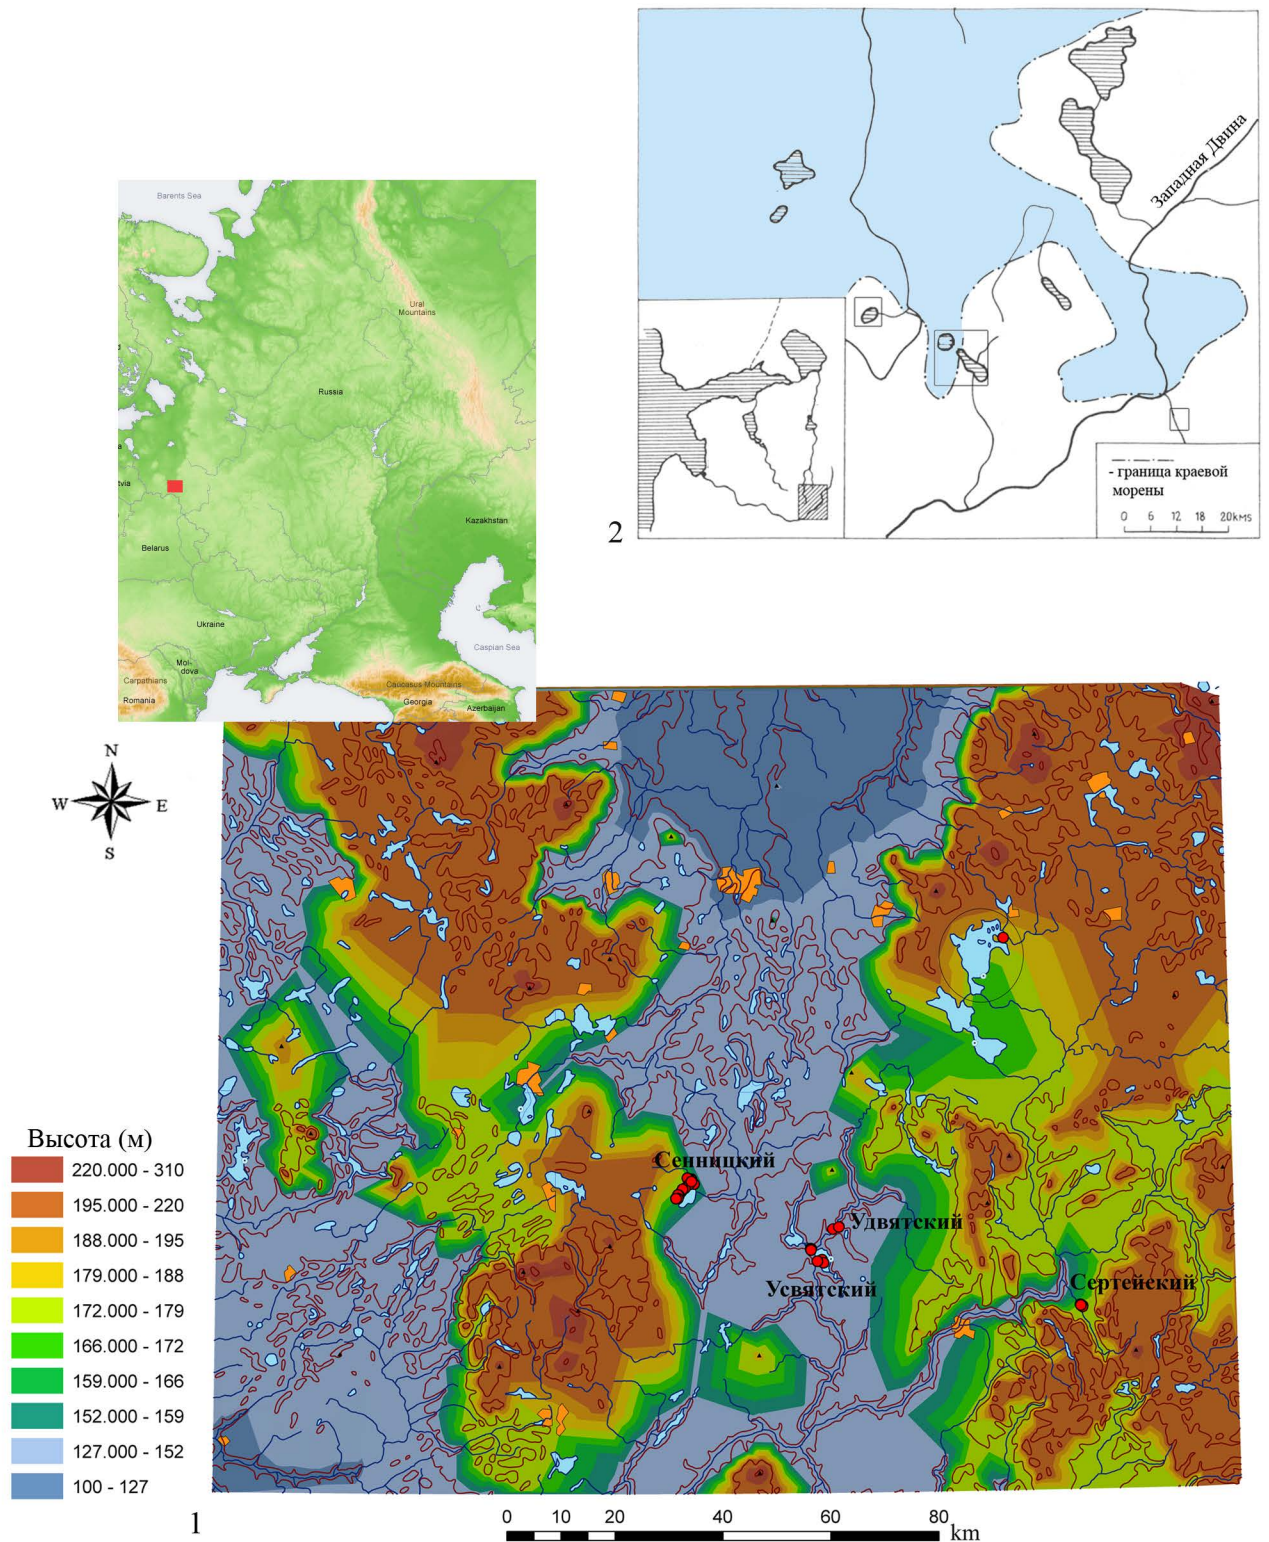 Западная Двина
- граница краевой
морены
0 6 12 18 20KMS
2
Barents Sea
Ural
Mountains
Russia
tvia
Kazakhstan
Belarus
Ukraine
Caspian Sea
Mol-
dova
Carpathians
Caucasus Mountains
Romania
Georgia
Azerbaijan
N
W E
S
Сенницкий
Удвятский
Усвятский
Сертейский
Высота (м)
220.000 - 310
195.000 - 220
188.000 - 195
179.000 - 188
172.000 - 179
166.000 - 172
159.000 - 166
152.000 - 159
127.000 - 152
100 - 127
1
0 10 20 40 60 80
km